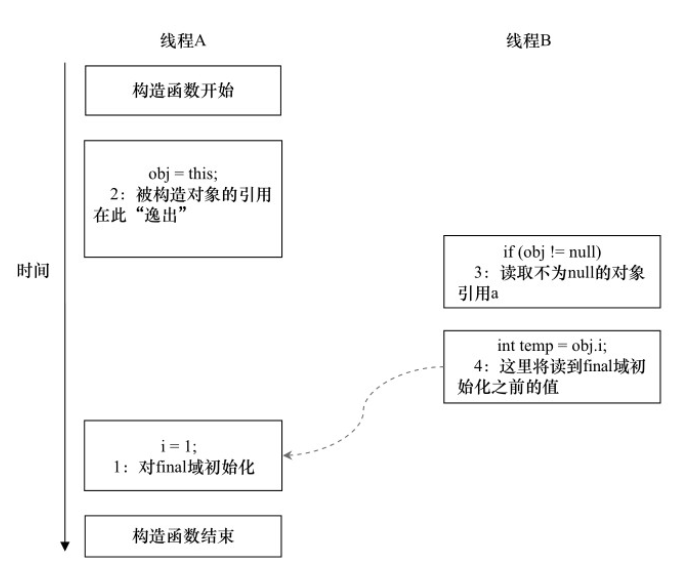 线程A
线程B
构造函数开始
obj = this;
2：被构造对象的引用
在此“逸出”
if (obj != null)
3：读取不为null的对象
引用a
时间
int temp = obj.i;
4：这里将读到final域初
始化之前的值
i = 1;
1：对final域初始化
构造函数结束